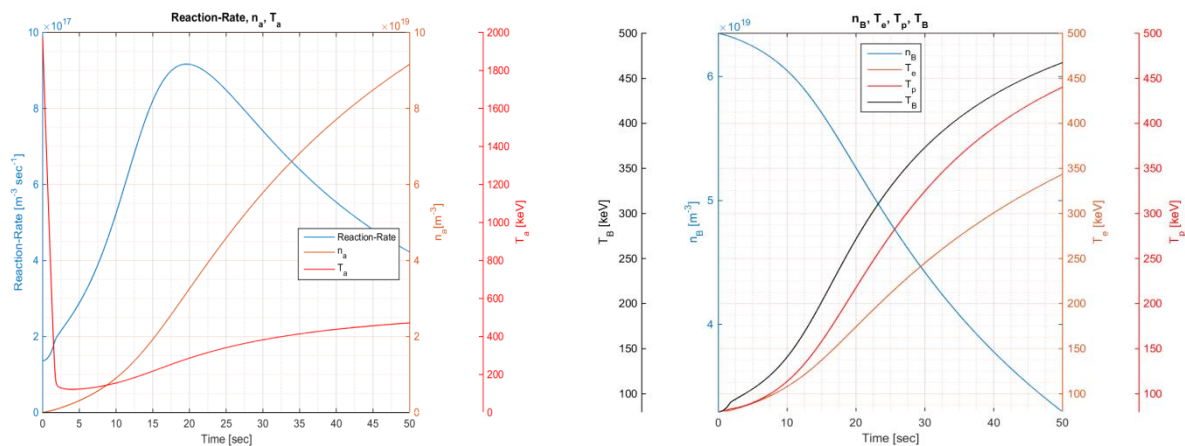 Reaction-Rate, n_a, T_a
×10^17
×10^19
10
8
6
4
2
0
Reaction-Rate [m^-3 sec^-1]
0 5 10 15 20 25 30 35 40 45 50
Time [sec]
Reaction-Rate
n_a
T_a
10
8
6
4
2
0
n_a[m^-3]
2000
1800
1600
1400
1200
1000
800
600
400
200
0
T_a [keV]
n_B, T_e, T_p, T_B
×10^19
500
450
400
350
300
250
200
150
100
T_B [keV]
6
5
4
n_B [m^-3]
0 10 20 30 40 50
Time [sec]
n_B
T_e
T_p
T_B
500
450
400
350
300
250
200
150
100
T_e [keV]
500
450
400
350
300
250
200
150
100
T_p [keV]